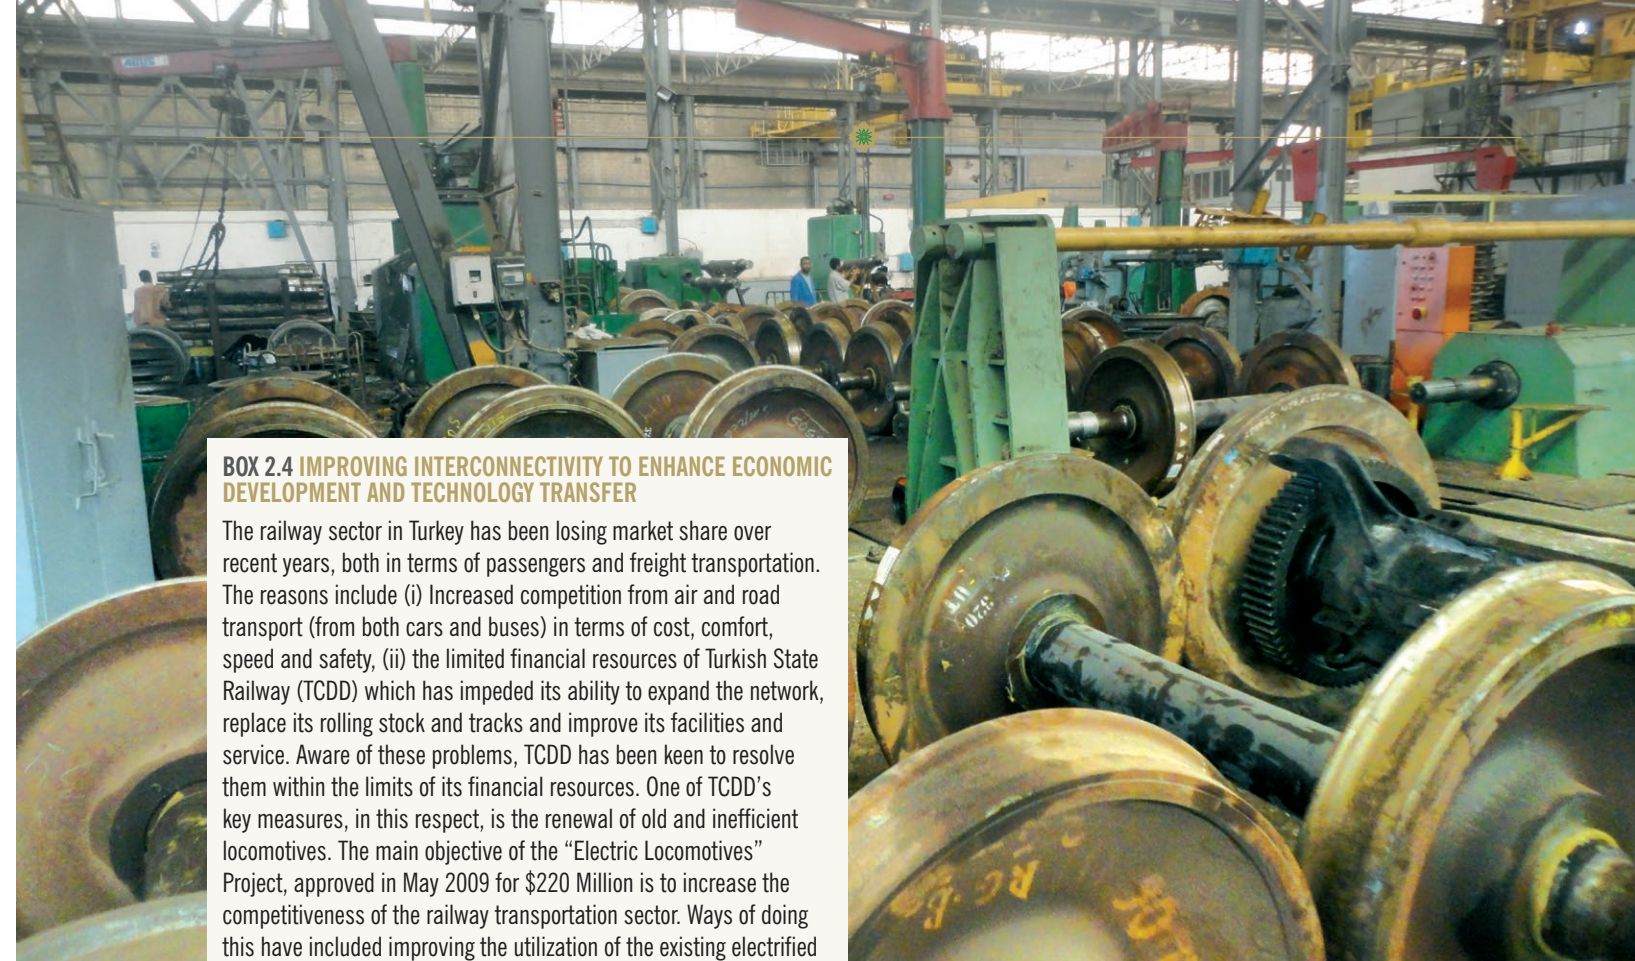 ABUS
BOX 2.4 IMPROVING INTERCONNECTIVITY TO ENHANCE ECONOMIC
DEVELOPMENT AND TECHNOLOGY TRANSFER
The railway sector in Turkey has been losing market share over
recent years, both in terms of passengers and freight transportation.
The reasons include (i) Increased competition from air and road
transport (from both cars and buses) in terms of cost, comfort,
speed and safety, (ii) the limited financial resources of Turkish State
Railway (TCDD) which has impeded its ability to expand the network,
replace its rolling stock and tracks and improve its facilities and
service. Aware of these problems, TCDD has been keen to resolve
them within the limits of its financial resources. One of TCDD’s
key measures, in this respect, is the renewal of old and inefficient
locomotives. The main objective of the “Electric Locomotives”
Project, approved in May 2009 for $220 Million is to increase the
competitiveness of the railway transportation sector. Ways of doing
this have included improving the utilization of the existing electrified